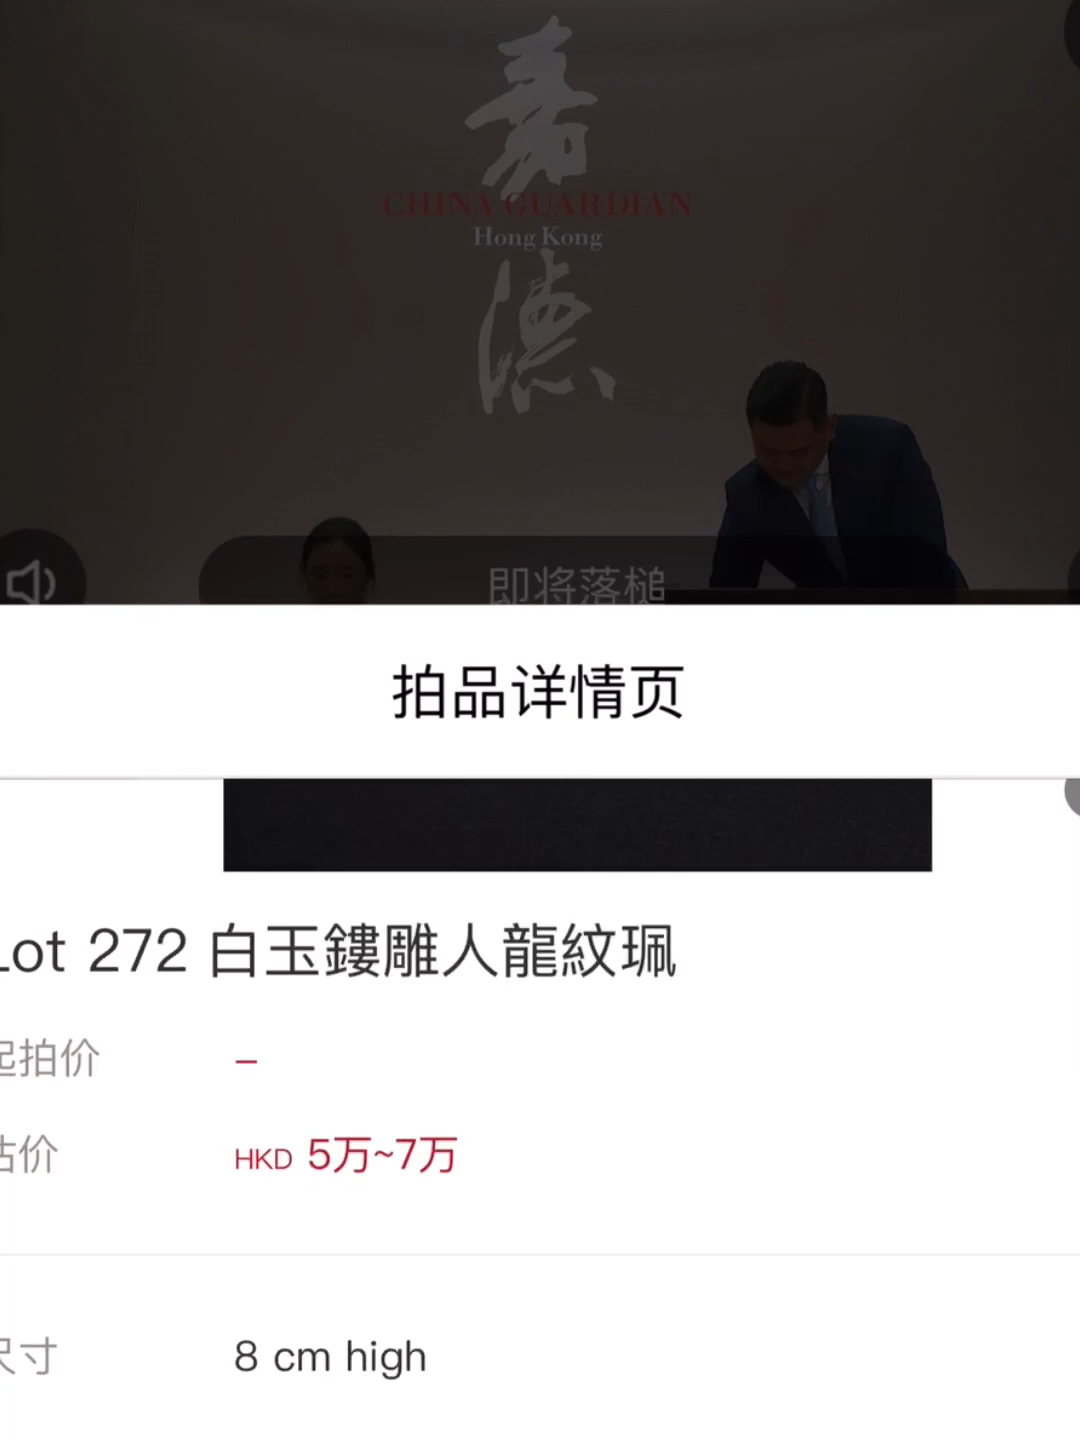 嘉
CHINA GUARDIAN
Hong Kong
德
即将落槌
拍品详情页
Lot 272 白玉鏤雕人龍紋珮
起拍价
–
估价
HKD 5万~7万
尺寸
8 cm high